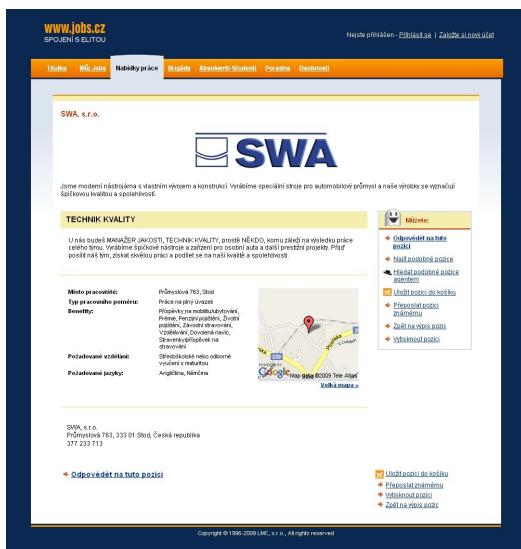 www.jobs.cz
SPOJENÍ S ELITOU
Nejste přihlášen - Přihlásit se | Založte si nový účet
Titulka Můj Jobs Nabídky práce Brigády Absolventi Studenti Poradna Osobnosti
SWA, s.r.o.
SWA
Jsme moderní nástrojárna s vlastním vývojem a konstrukcí. Vyrábíme speciální stroje pro automobilový průmysl a naše výrobky se vyznačují
špičkovou kvalitou a spolehlivostí.
TECHNIK KVALITY
U nás budeš MANAŽER JAKOSTI, TECHNIK KVALITY, prostě NĚKDO, komu záleží na výsledku práce
celého týmu. Vyrábíme špičkové nástroje a zařízení pro osobní auta a další prestižní projekty. Přijď
posílit náš tým, získat skvělou práci a podílet se na naší kvalitě a spolehlivosti.
Místo pracoviště: Průmyslová 763, Stod
Typ pracovního poměru: Práce na plný úvazek
Benefity: Příspěvky na mobilitu/ubytování,
Prémie, Penzijní pojištění, Životní
pojištění, Závodní stravování,
Vzdělávání, Dovolená navíc,
Stravenky/příspěvek na
stravování
Požadované vzdělání: Středoškolské nebo odborné
vyučení s maturitou
Požadované jazyky: Angličtina, Němčina
Plzeňská
26
26
Google Map data ©2009 Tele Atlas
Velká mapa »
Můžete:
Odpovědět na tuto
pozici
Najít podobné pozice
Hledat podobné pozice
agentem
Uložit pozici do košíku
Přeposlat pozici
známému
Zpět na výpis pozic
Vytisknout pozici
SWA, s.r.o.
Průmyslová 763, 333 01 Stod, Česká republika
377 233 713
Odpovědět na tuto pozici
Uložit pozici do košíku
Přeposlat známému
Vytisknout pozici
Zpět na výpis pozic
Copyright © 1996-2009 LMC, s.r.o., All rights reserved